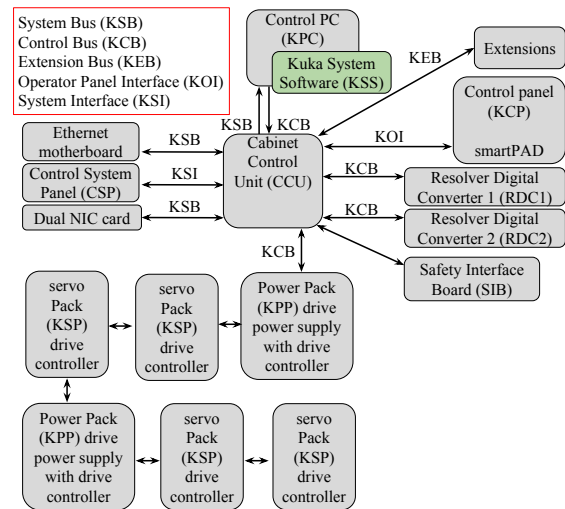 System Bus (KSB)
Control Bus (KCB)
Extension Bus (KEB)
Operator Panel Interface (KOI)
System Interface (KSI)
Control PC
(KPC)
Kuka System
Software (KSS)
KEB
Extensions
Control panel
(KCP)
smartPAD
KSB
KCB
KOI
Ethernet
motherboard
KSB
Cabinet
Control
Unit (CCU)
Control System
Panel (CSP)
KSI
KCB
Resolver Digital
Converter 1 (RDC1)
Dual NIC card
KSB
KCB
Resolver Digital
Converter 2 (RDC2)
KCB
Safety Interface
Board (SIB)
servo
Pack
(KSP)
drive
controller
servo
Pack
(KSP)
drive
controller
Power Pack
(KPP) drive
power supply
with drive
controller
Power Pack
(KPP) drive
power supply
with drive
controller
servo
Pack
(KSP)
drive
controller
servo
Pack
(KSP)
drive
controller